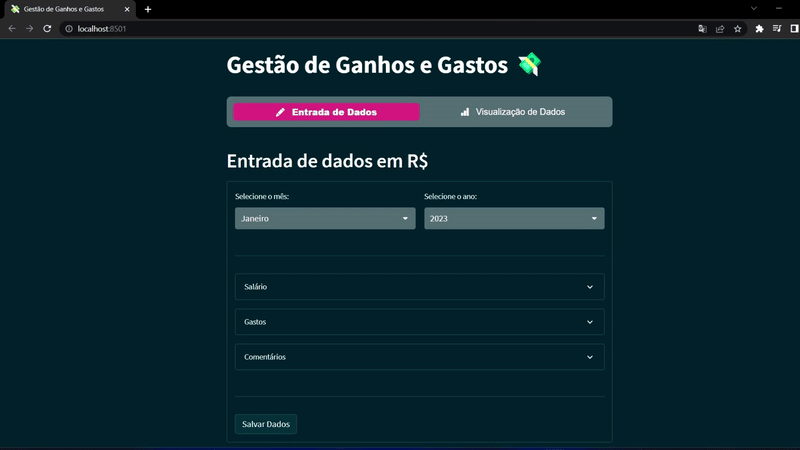 Gestão de Ganhos e Gastos
localhost:8501
Gestão de Ganhos e Gastos
Entrada de Dados
Visualização de Dados
Entrada de dados em R$
Selecione o mês:
Selecione o ano:
Janeiro
2023
Salário
Gastos
Comentários
Salvar Dados